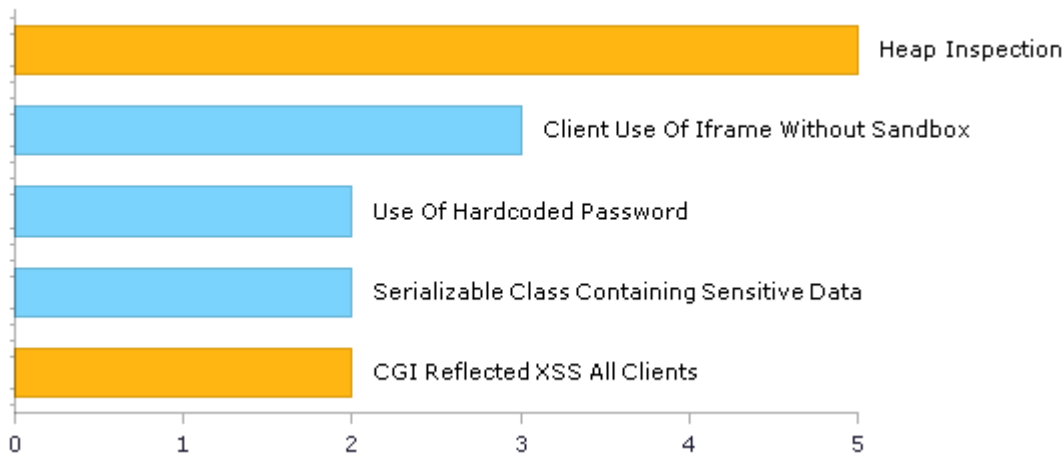 Heap Inspection
Client Use Of Iframe Without Sandbox
Use Of Hardcoded Password
Serializable Class Containing Sensitive Data
CGI Reflected XSS All Clients
0 1 2 3 4 5